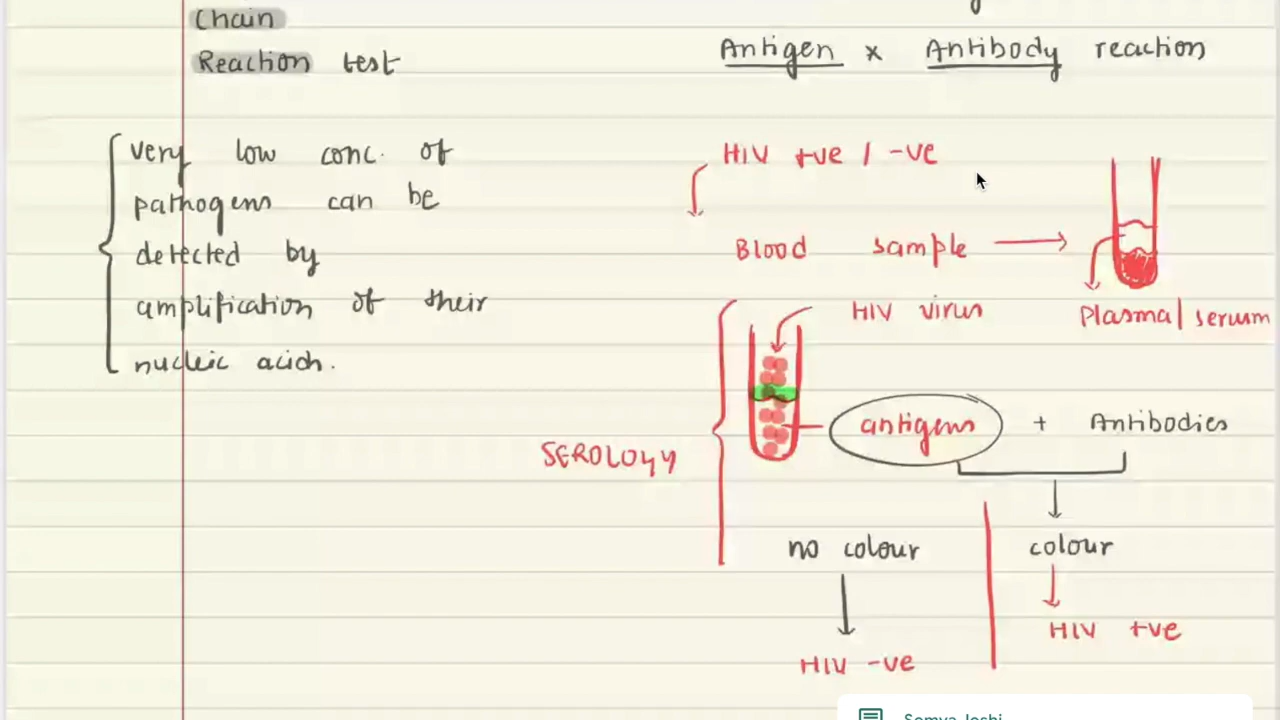 Chain
Reaction test
very low conc. of
pathogens can be
detected by
amplification of their
nucleic acid.
Antigen x Antibody reaction
HIV +ve / -ve
Blood sample
Plasma/serum
HIV virus
antigens + Antibodies
SEROLOGY
no colour
colour
HIV -ve
HIV +ve
Somya Joshi